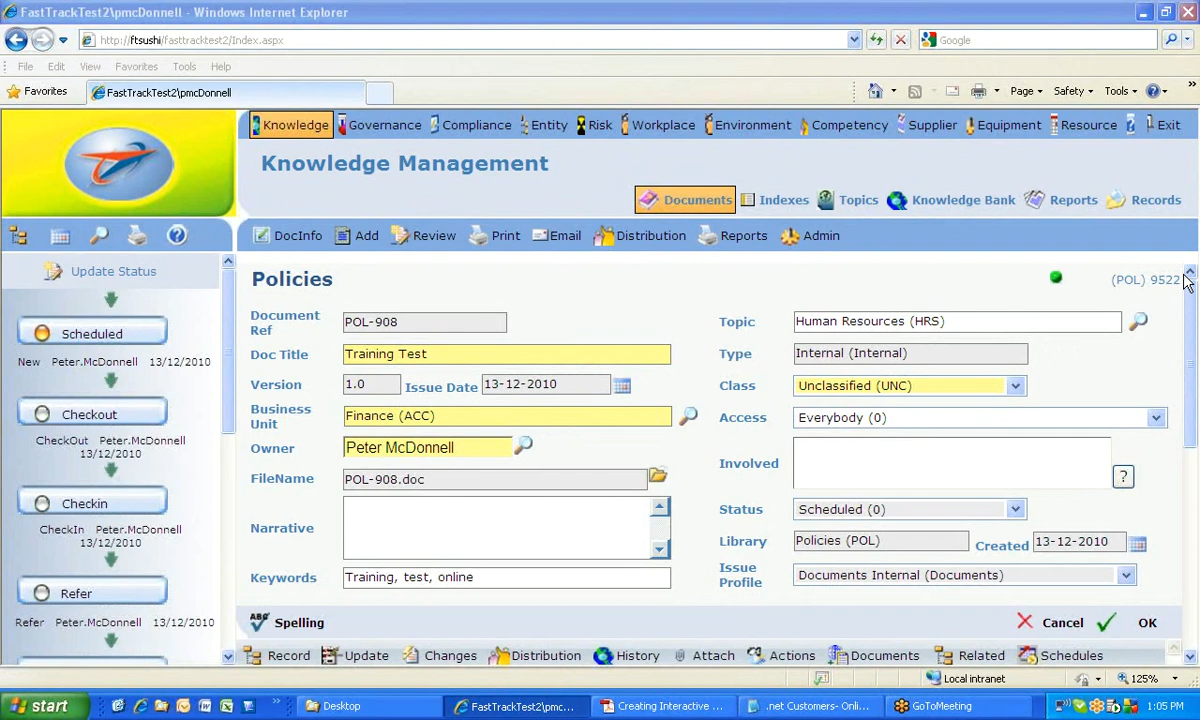 FastTrackTest2\pmcDonnell - Windows Internet Explorer
http://ftsushi/fasttracktest2/Index.aspx
Google
File Edit View Favorites Tools Help
Favorites FastTrackTest2\pmcDonnell Page Safety Tools »
Knowledge Governance Compliance Entity Risk Workplace Environment Competency Supplier Equipment Resource ? Exit
Knowledge Management
Documents Indexes Topics Knowledge Bank Reports Records
DocInfo Add Review Print Email Distribution Reports Admin
Update Status
Scheduled
New Peter.McDonnell 13/12/2010
Checkout
CheckOut Peter.McDonnell
13/12/2010
Checkin
CheckIn Peter.McDonnell
13/12/2010
Refer
Refer Peter.McDonnell 13/12/2010
Policies (POL) 9522
Document Ref POL-908 Topic Human Resources (HRS)
Doc Title Training Test Type Internal (Internal)
Version 1.0 Issue Date 13-12-2010 Class Unclassified (UNC)
Business Unit Finance (ACC) Access Everybody (0)
Owner Peter McDonnell Involved ?
FileName POL-908.doc
Narrative Status Scheduled (0)
Library Policies (POL) Created 13-12-2010
Keywords Training, test, online Issue Profile Documents Internal (Documents)
ABC Spelling Cancel OK
Record Update Changes Distribution History Attach Actions Documents Related Schedules
Local intranet 125%
start » Desktop FastTrackTest2\pmc... Creating Interactive ... .net Customers- Onli... GoToMeeting 1:05 PM